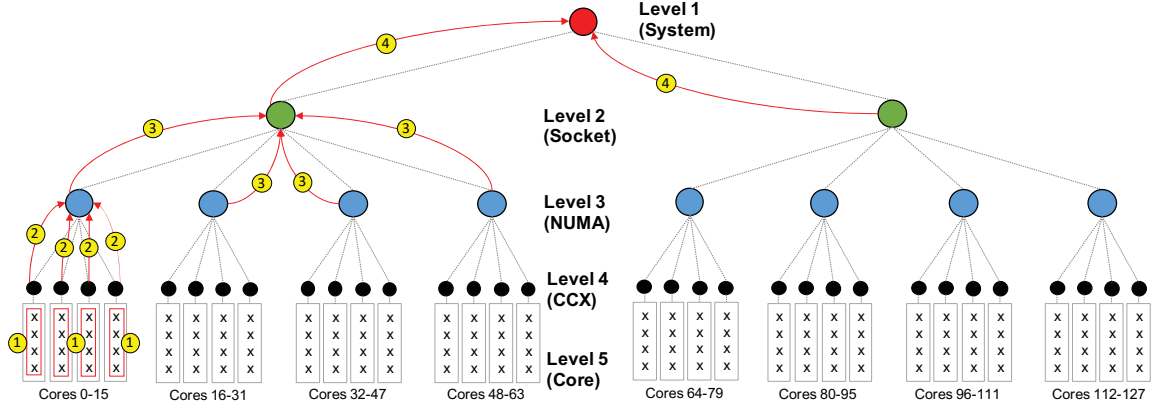 Level 1
(System)
4
4
Level 2
(Socket)
3
3
3
3
Level 3
(NUMA)
2
2
2
2
Level 4
(CCX)
x x x x x x x x x x x x x x x x x x x x x x x x x x x x x x x x
x x x x x x x x x x x x x x x x x x x x x x x x x x x x x x x x
1 1 1
x x x x x x x x x x x x x x x x x x x x x x x x x x x x x x x x
x x x x x x x x x x x x x x x x x x x x x x x x x x x x x x x x
Level 5
(Core)
Cores 0-15 Cores 16-31 Cores 32-47 Cores 48-63 Cores 64-79 Cores 80-95 Cores 96-111 Cores 112-127